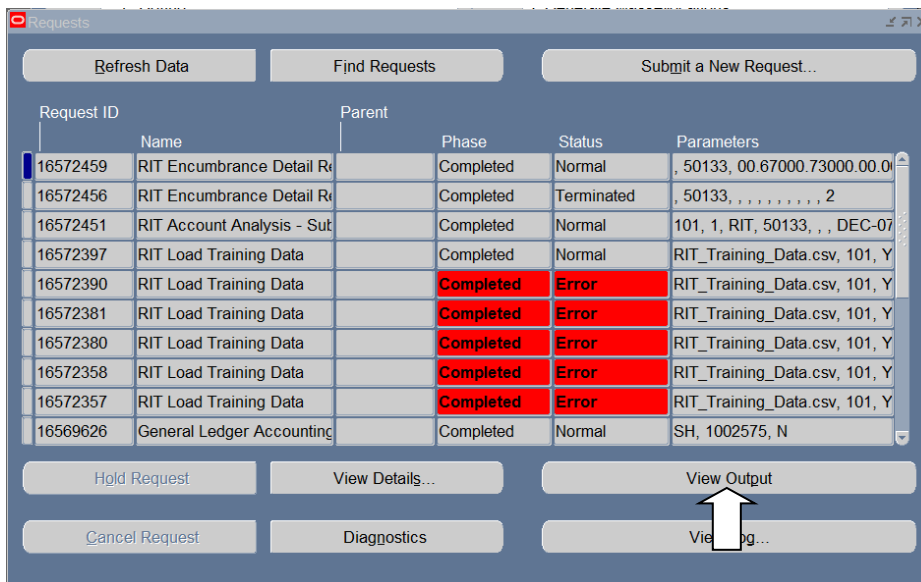 Requests
Refresh Data Find Requests Submit a New Request...
Request ID Parent
Name Phase Status Parameters
16572459 RIT Encumbrance Detail Re Completed Normal , 50133, 00.67000.73000.00.0
16572456 RIT Encumbrance Detail Re Completed Terminated , 50133, , , , , , , , , , 2
16572451 RIT Account Analysis - Sub Completed Normal 101, 1, RIT, 50133, , , DEC-07
16572397 RIT Load Training Data Completed Normal RIT_Training_Data.csv, 101, Y
16572390 RIT Load Training Data Completed Error RIT_Training_Data.csv, 101, Y
16572381 RIT Load Training Data Completed Error RIT_Training_Data.csv, 101, Y
16572380 RIT Load Training Data Completed Error RIT_Training_Data.csv, 101, Y
16572358 RIT Load Training Data Completed Error RIT_Training_Data.csv, 101, Y
16572357 RIT Load Training Data Completed Error RIT_Training_Data.csv, 101, Y
16569626 General Ledger Accounting Completed Normal SH, 1002575, N
Hold Request View Details... View Output
Cancel Request Diagnostics